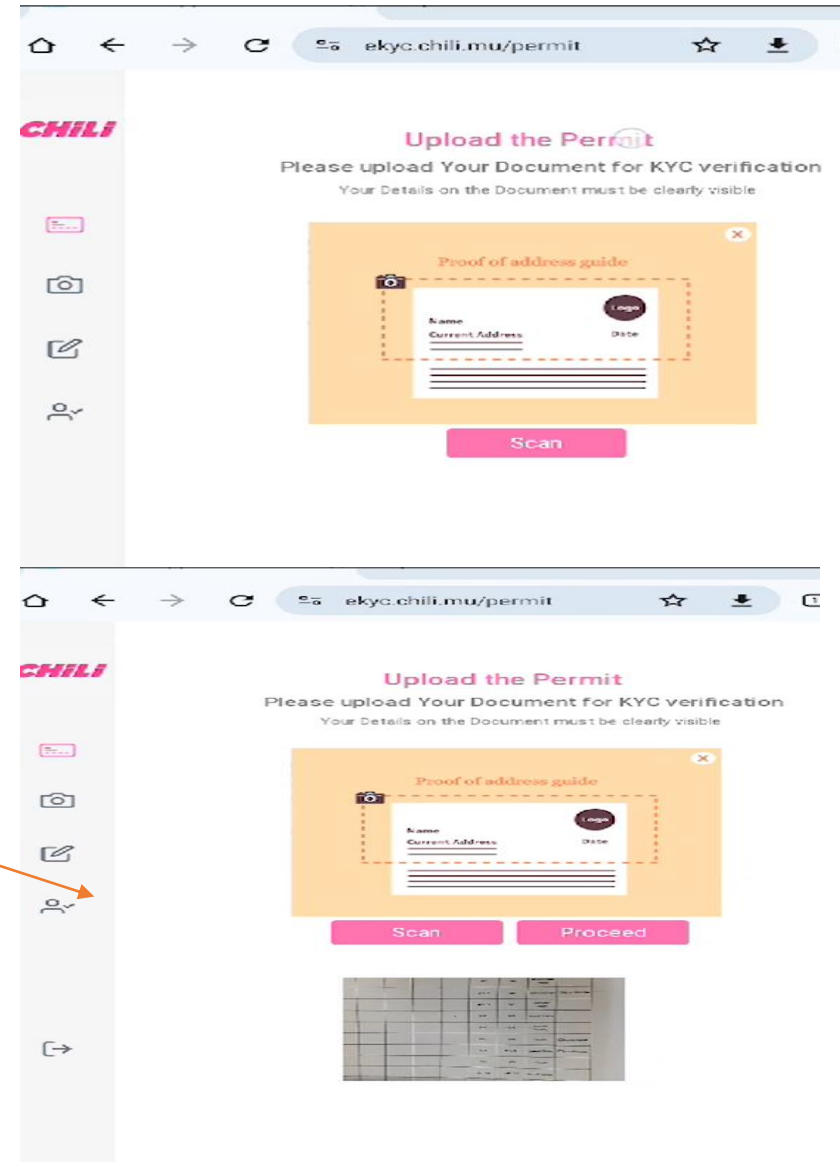 ekyc.chili.mu/permit
CHiLi
Upload the Permit
Please upload Your Document for KYC verification
Your Details on the Document must be clearly visible
Proof of address guide
Logo
Name
Current Address
Date
Scan
ekyc.chili.mu/permit
CHiLi
Upload the Permit
Please upload Your Document for KYC verification
Your Details on the Document must be clearly visible
Proof of address guide
Logo
Name
Current Address
Date
Scan
Proceed